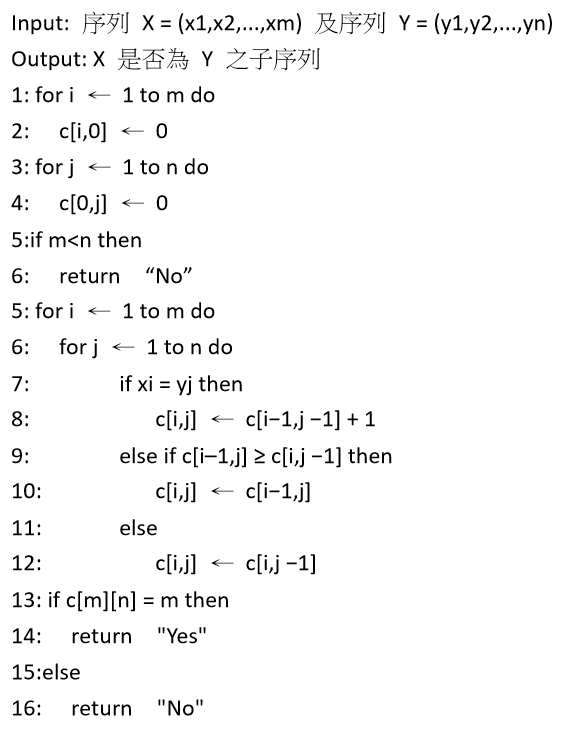 Input: 序列 X = (x1,x2,...,xm) 及序列 Y = (y1,y2,...,yn)
Output: X 是否為 Y 之子序列
1: for i ← 1 to m do
2: c[i,0] ← 0
3: for j ← 1 to n do
4: c[0,j] ← 0
5:if m<n then
6: return “No”
5: for i ← 1 to m do
6: for j ← 1 to n do
7: if xi = yj then
8: c[i,j] ← c[i−1,j −1] + 1
9: else if c[i–1,j] ≥ c[i,j −1] then
10: c[i,j] ← c[i−1,j]
11: else
12: c[i,j] ← c[i,j −1]
13: if c[m][n] = m then
14: return "Yes"
15:else
16: return "No"